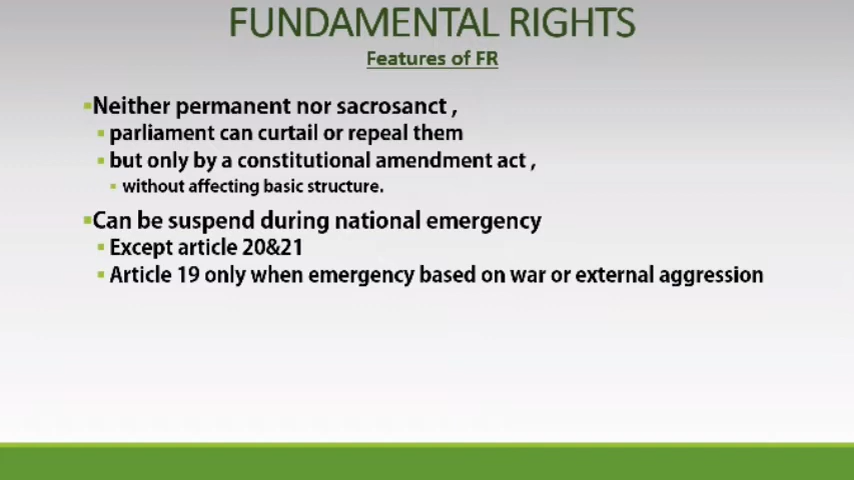 FUNDAMENTAL RIGHTS
Features of FR
Neither permanent nor sacrosanct ,
parliament can curtail or repeal them
but only by a constitutional amendment act ,
without affecting basic structure.
Can be suspend during national emergency
Except article 20&21
Article 19 only when emergency based on war or external aggression